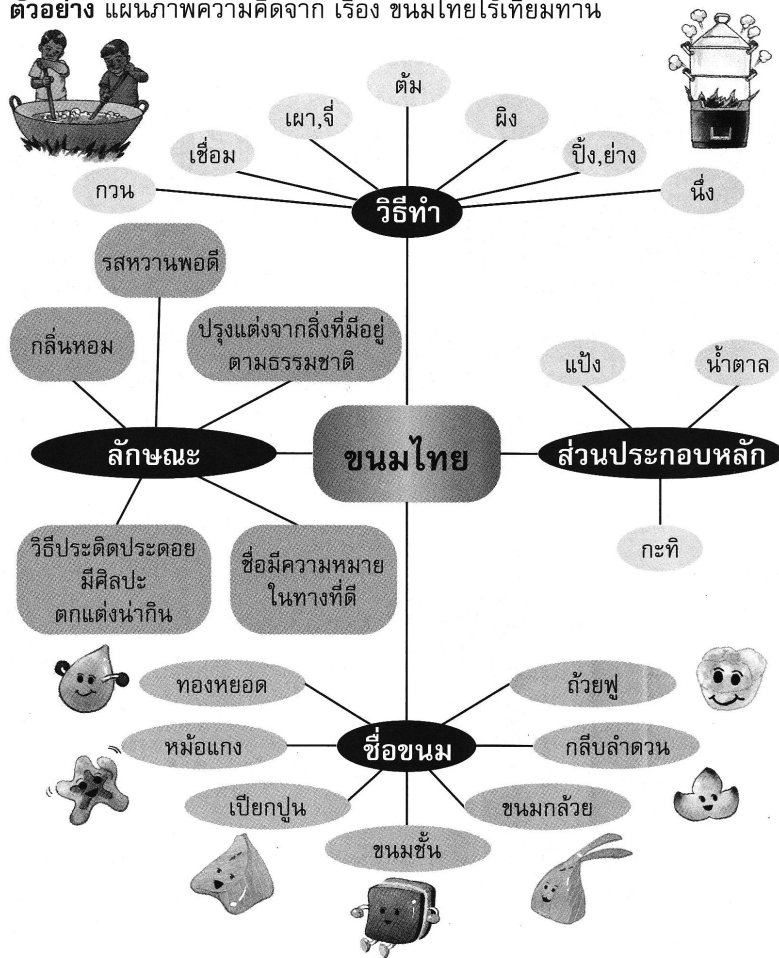 ตัวอย่าง แผนภาพความคิดจาก เรื่อง ขนมไทยไร้เทียมทาน
ต้ม
เผา,จี่
ผิง
เชื่อม
ปิ้ง,ย่าง
กวน
นึ่ง
วิธีทำ
รสหวานพอดี
กลิ่นหอม
ปรุงแต่งจากสิ่งที่มีอยู่
ตามธรรมชาติ
แป้ง
น้ำตาล
ลักษณะ
ขนมไทย
ส่วนประกอบหลัก
วิธีประดิดประดอย
มีศิลปะ
ตกแต่งน่ากิน
ชื่อมีความหมาย
ในทางที่ดี
กะทิ
ทองหยอด
ถ้วยฟู
หม้อแกง
ชื่อขนม
กลีบลำดวน
เปียกปูน
ขนมกล้วย
ขนมชั้น